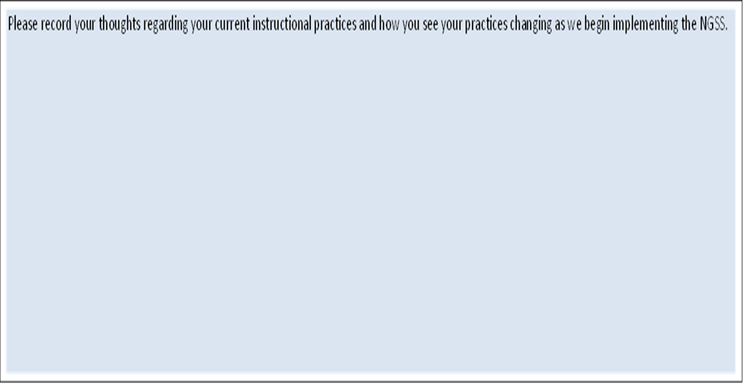 Please record your thoughts regarding your current instructional practices and how you see your practices changing as we begin implementing the NGSS.